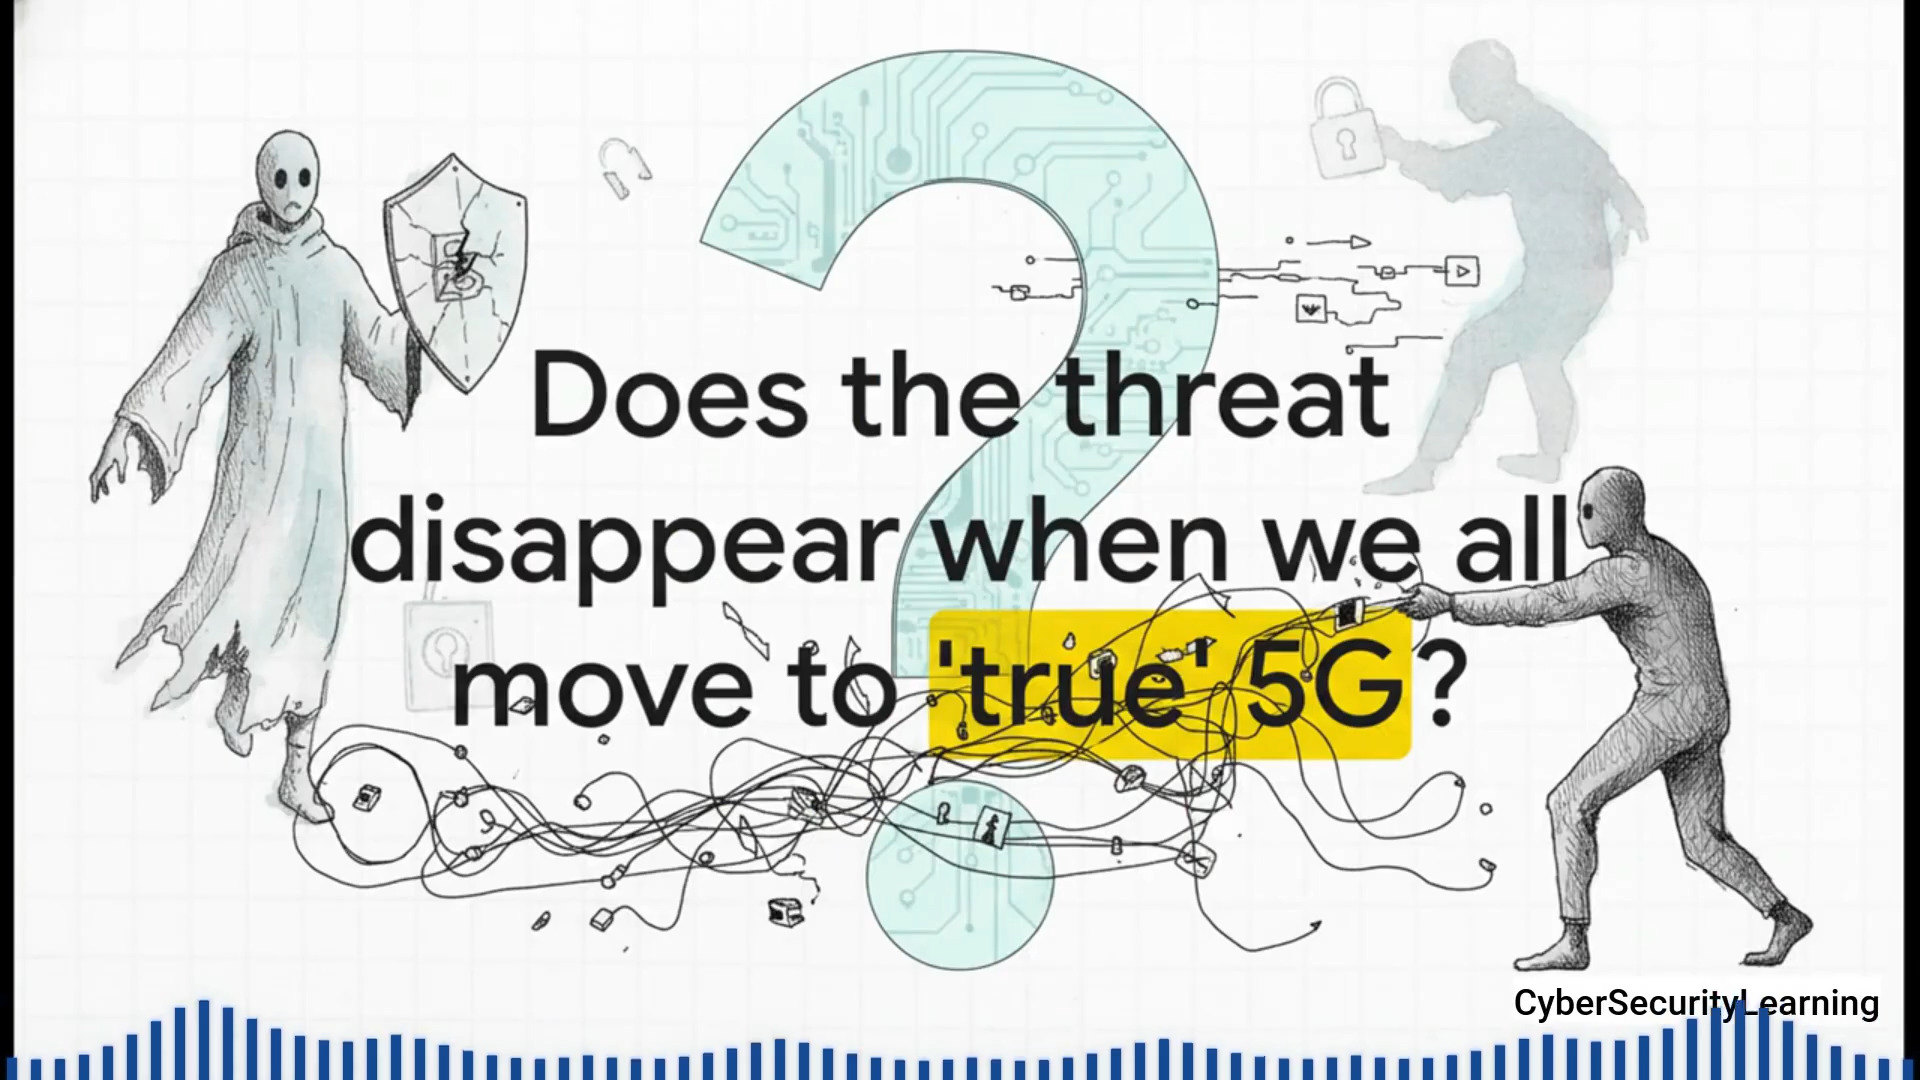 Does the threat
disappear when we all
move to 'true' 5G?
CyberSecurityLearning